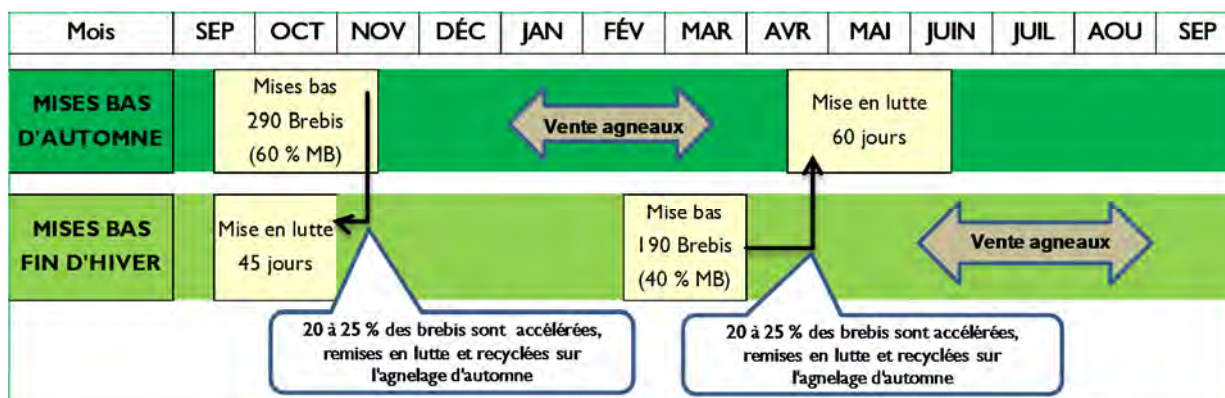 Mois SEP OCT NOV DÉC JAN FÉV MAR AVR MAI JUIN JUIL AOU SEP
MISES BAS
D'AUTOMNE
Mises bas
290 Brebis
(60 % MB)
Vente agneaux
Mise en lutte
60 jours
MISES BAS
FIN D'HIVER
Mise en lutte
45 jours
Mise bas
190 Brebis
(40 % MB)
Vente agneaux
20 à 25 % des brebis sont accélérées,
remises en lutte et recyclées sur
l'agnelage d'automne
20 à 25 % des brebis sont accélérées,
remises en lutte et recyclées sur
l'agnelage d'automne